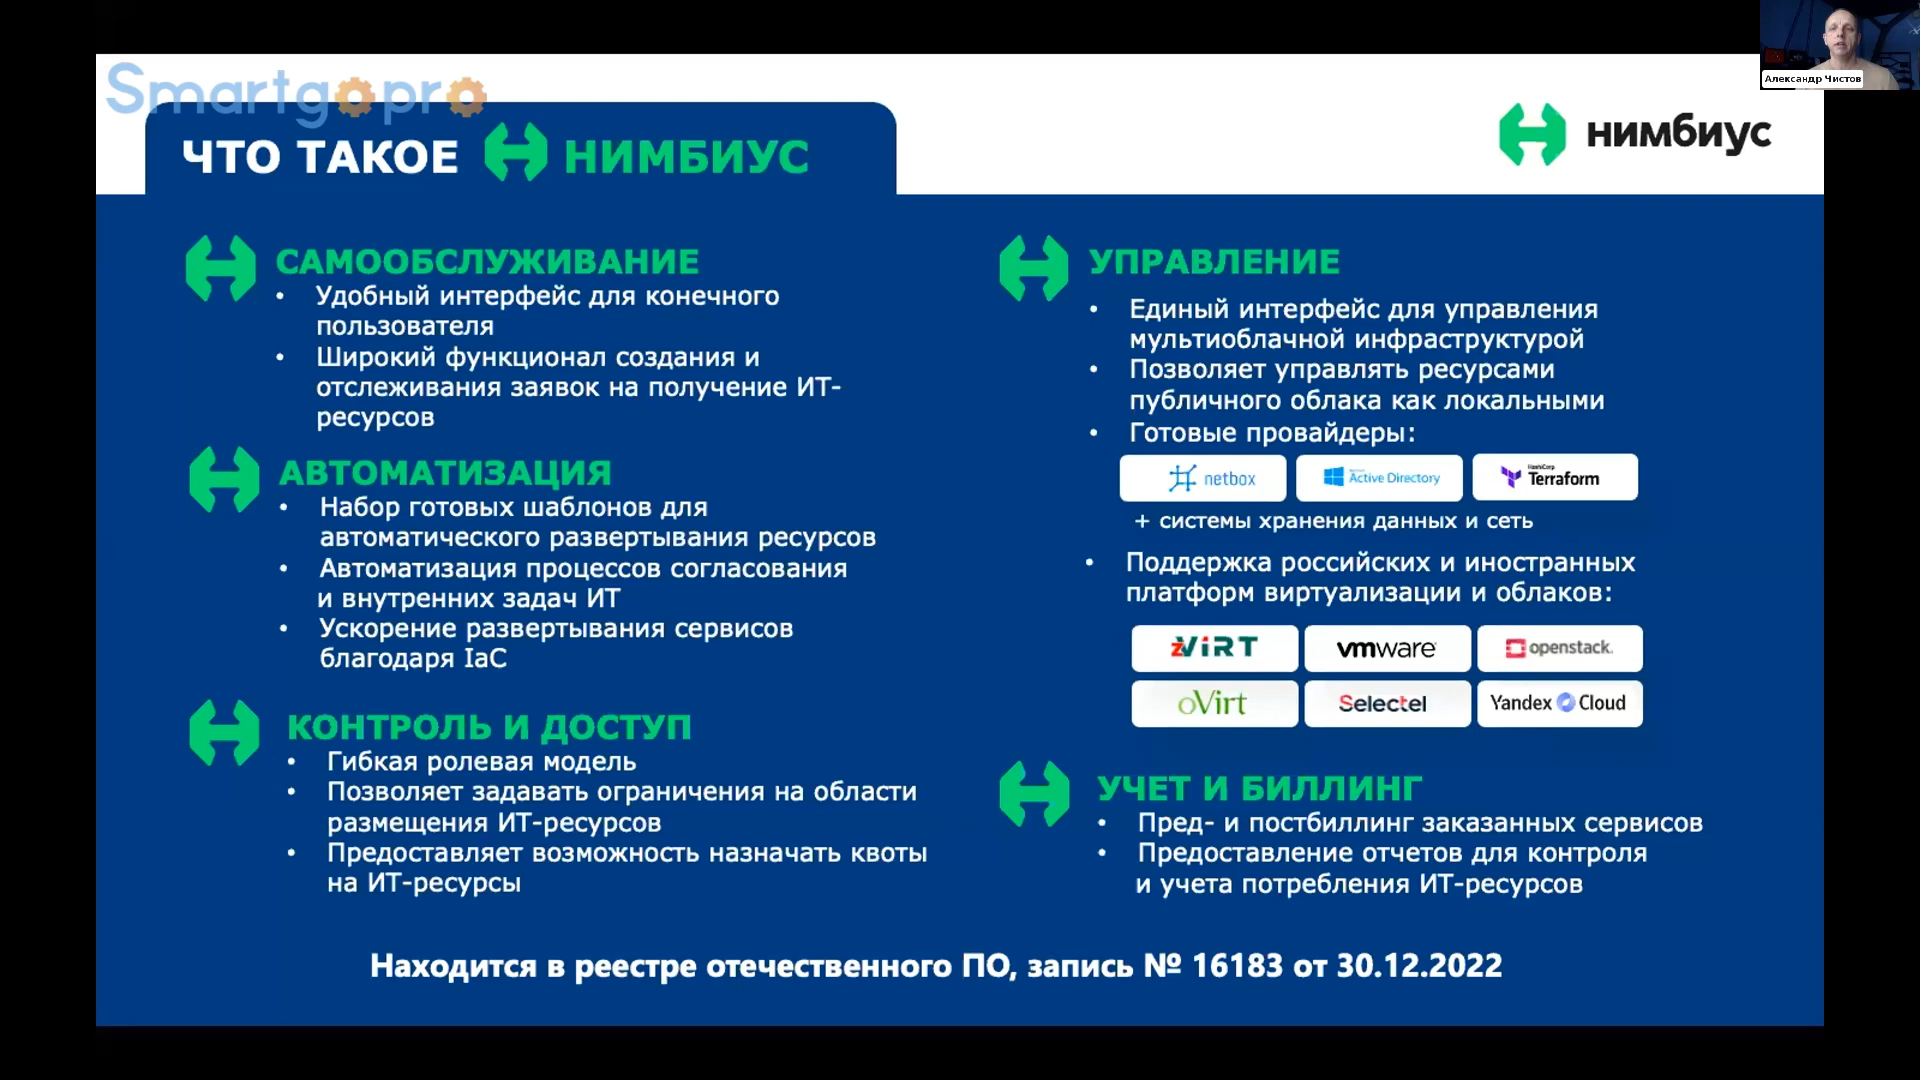 Smartgopro
Александр Чистов
ЧТО ТАКОЕ НИМБИУС
нимбиус
САМООБСЛУЖИВАНИЕ
• Удобный интерфейс для конечного
пользователя
• Широкий функционал создания и
отслеживания заявок на получение ИТ-
ресурсов
АВТОМАТИЗАЦИЯ
• Набор готовых шаблонов для
автоматического развертывания ресурсов
• Автоматизация процессов согласования
и внутренних задач ИТ
• Ускорение развертывания сервисов
благодаря IaC
КОНТРОЛЬ И ДОСТУП
• Гибкая ролевая модель
• Позволяет задавать ограничения на области
размещения ИТ-ресурсов
• Предоставляет возможность назначать квоты
на ИТ-ресурсы
УПРАВЛЕНИЕ
• Единый интерфейс для управления
мультиоблачной инфраструктурой
• Позволяет управлять ресурсами
публичного облака как локальными
• Готовые провайдеры:
netbox
Active Directory
HashiCorp
Terraform
+ системы хранения данных и сеть
• Поддержка российских и иностранных
платформ виртуализации и облаков:
zVIRT
vmware
openstack.
oVirt
Selectel
Yandex Cloud
УЧЕТ И БИЛЛИНГ
• Пред- и постбиллинг заказанных сервисов
• Предоставление отчетов для контроля
и учета потребления ИТ-ресурсов
Находится в реестре отечественного ПО, запись № 16183 от 30.12.2022